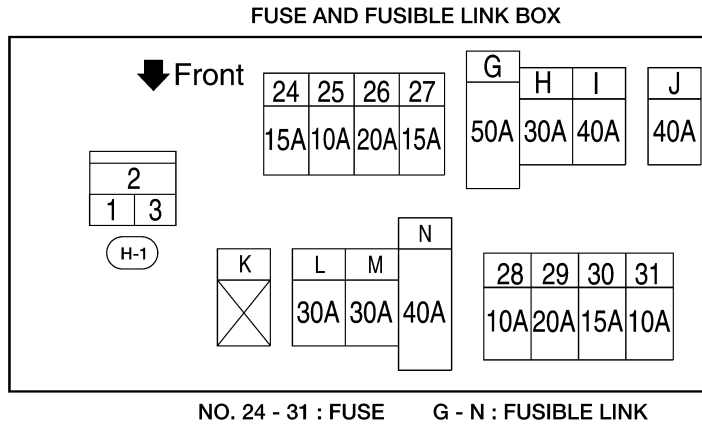 FUSE AND FUSIBLE LINK BOX
Front
24 25 26 27
15A 10A 20A 15A
G H I J
50A 30A 40A 40A
2
1 3
H-1
K L M N
30A 30A 40A
28 29 30 31
10A 20A 15A 10A
NO. 24 - 31 : FUSE G - N : FUSIBLE LINK